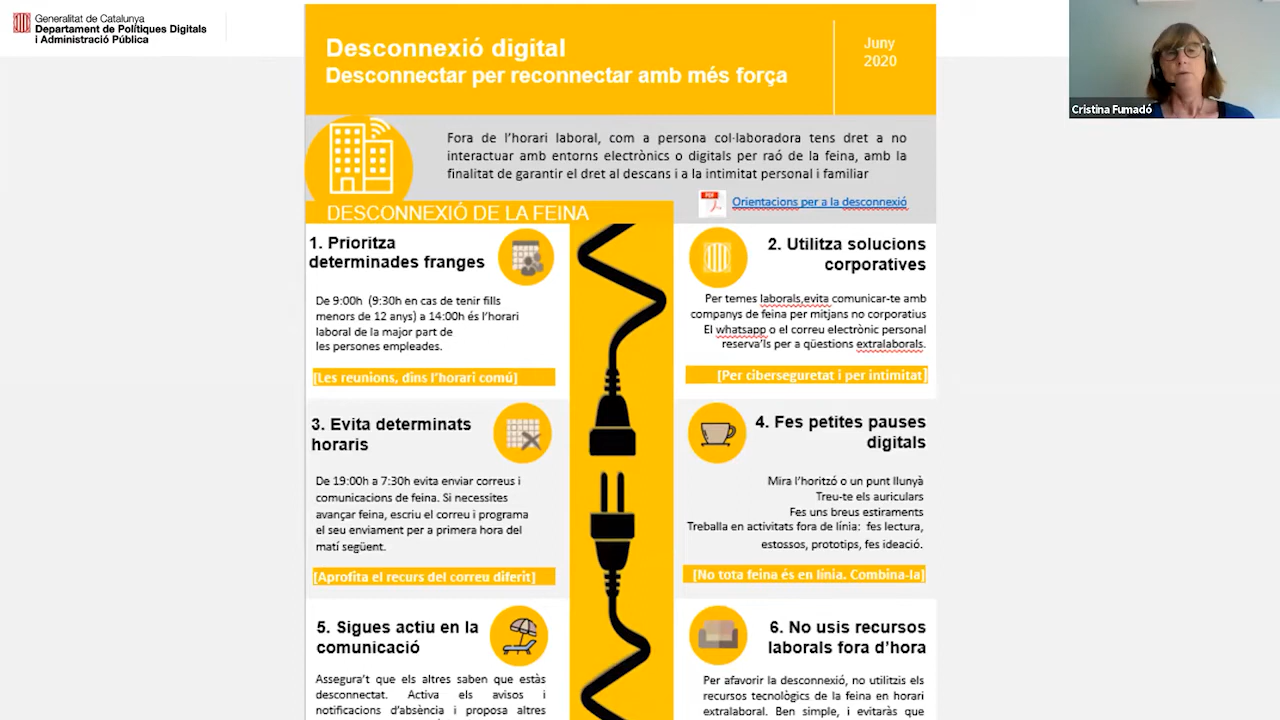 Generalitat de Catalunya
Departament de Polítiques Digitals
i Administració Pública
Desconnexió digital
Desconnectar per reconnectar amb més força
Juny
2020
Cristina Fumadó
Fora de l'horari laboral, com a persona col·laboradora tens dret a no
interactuar amb entorns electrònics o digitals per raó de la feina, amb la
finalitat de garantir el dret al descans i a la intimitat personal i familiar
PDF
Orientacions per a la desconnexió
DESCONNEXIÓ DE LA FEINA
1. Prioritza
determinades franges
De 9:00h (9:30h en cas de tenir fills
menors de 12 anys) a 14:00h és l'horari
laboral de la major part de
les persones empleades.
[Les reunions, dins l'horari comú]
2. Utilitza solucions
corporatives
Per temes laborals,evita comunicar-te amb
companys de feina per mitjans no corporatius
El whatsapp o el correu electrònic personal
reserva'ls per a qüestions extralaborals.
[Per ciberseguretat i per intimitat]
3. Evita determinats
horaris
De 19:00h a 7:30h evita enviar correus i
comunicacions de feina. Si necessites
avançar feina, escriu el correu i programa
el seu enviament per a primera hora del
matí següent.
[Aprofita el recurs del correu diferit]
4. Fes petites pauses
digitals
Mira l'horitzó o un punt llunyà
Treu-te els auriculars
Fes uns breus estiraments
Treballa en activitats fora de línia: fes lectura,
estossos, prototips, fes ideació.
[No tota feina és en línia. Combina-la]
5. Sigues actiu en la
comunicació
Assegura't que els altres saben que estàs
desconnectat. Activa els avisos i
notificacions d'absència i proposa altres
6. No usis recursos
laborals fora d'hora
Per afavorir la desconnexió, no utilitzis els
recursos tecnològics de la feina en horari
extralaboral. Ben simple, i evitaràs que